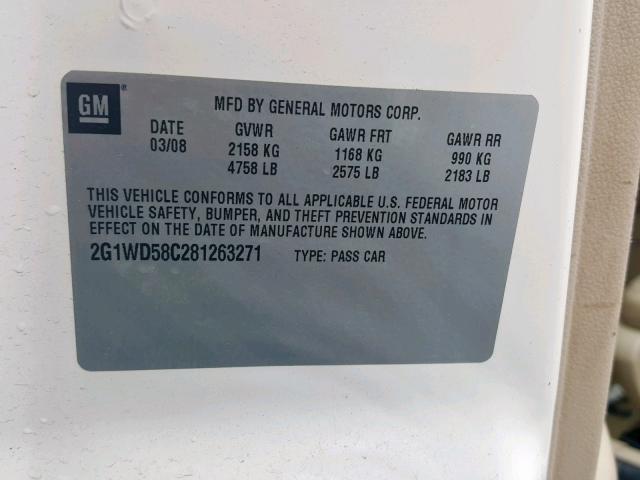 GM
MFD BY GENERAL MOTORS CORP.
DATE GVWR GAWR FRT GAWR RR
03/08 2158 KG 1168 KG 990 KG
4758 LB 2575 LB 2183 LB
THIS VEHICLE CONFORMS TO ALL APPLICABLE U.S. FEDERAL MOTOR
VEHICLE SAFETY, BUMPER, AND THEFT PREVENTION STANDARDS IN
EFFECT ON THE DATE OF MANUFACTURE SHOWN ABOVE.
2G1WD58C281263271 TYPE: PASS CAR